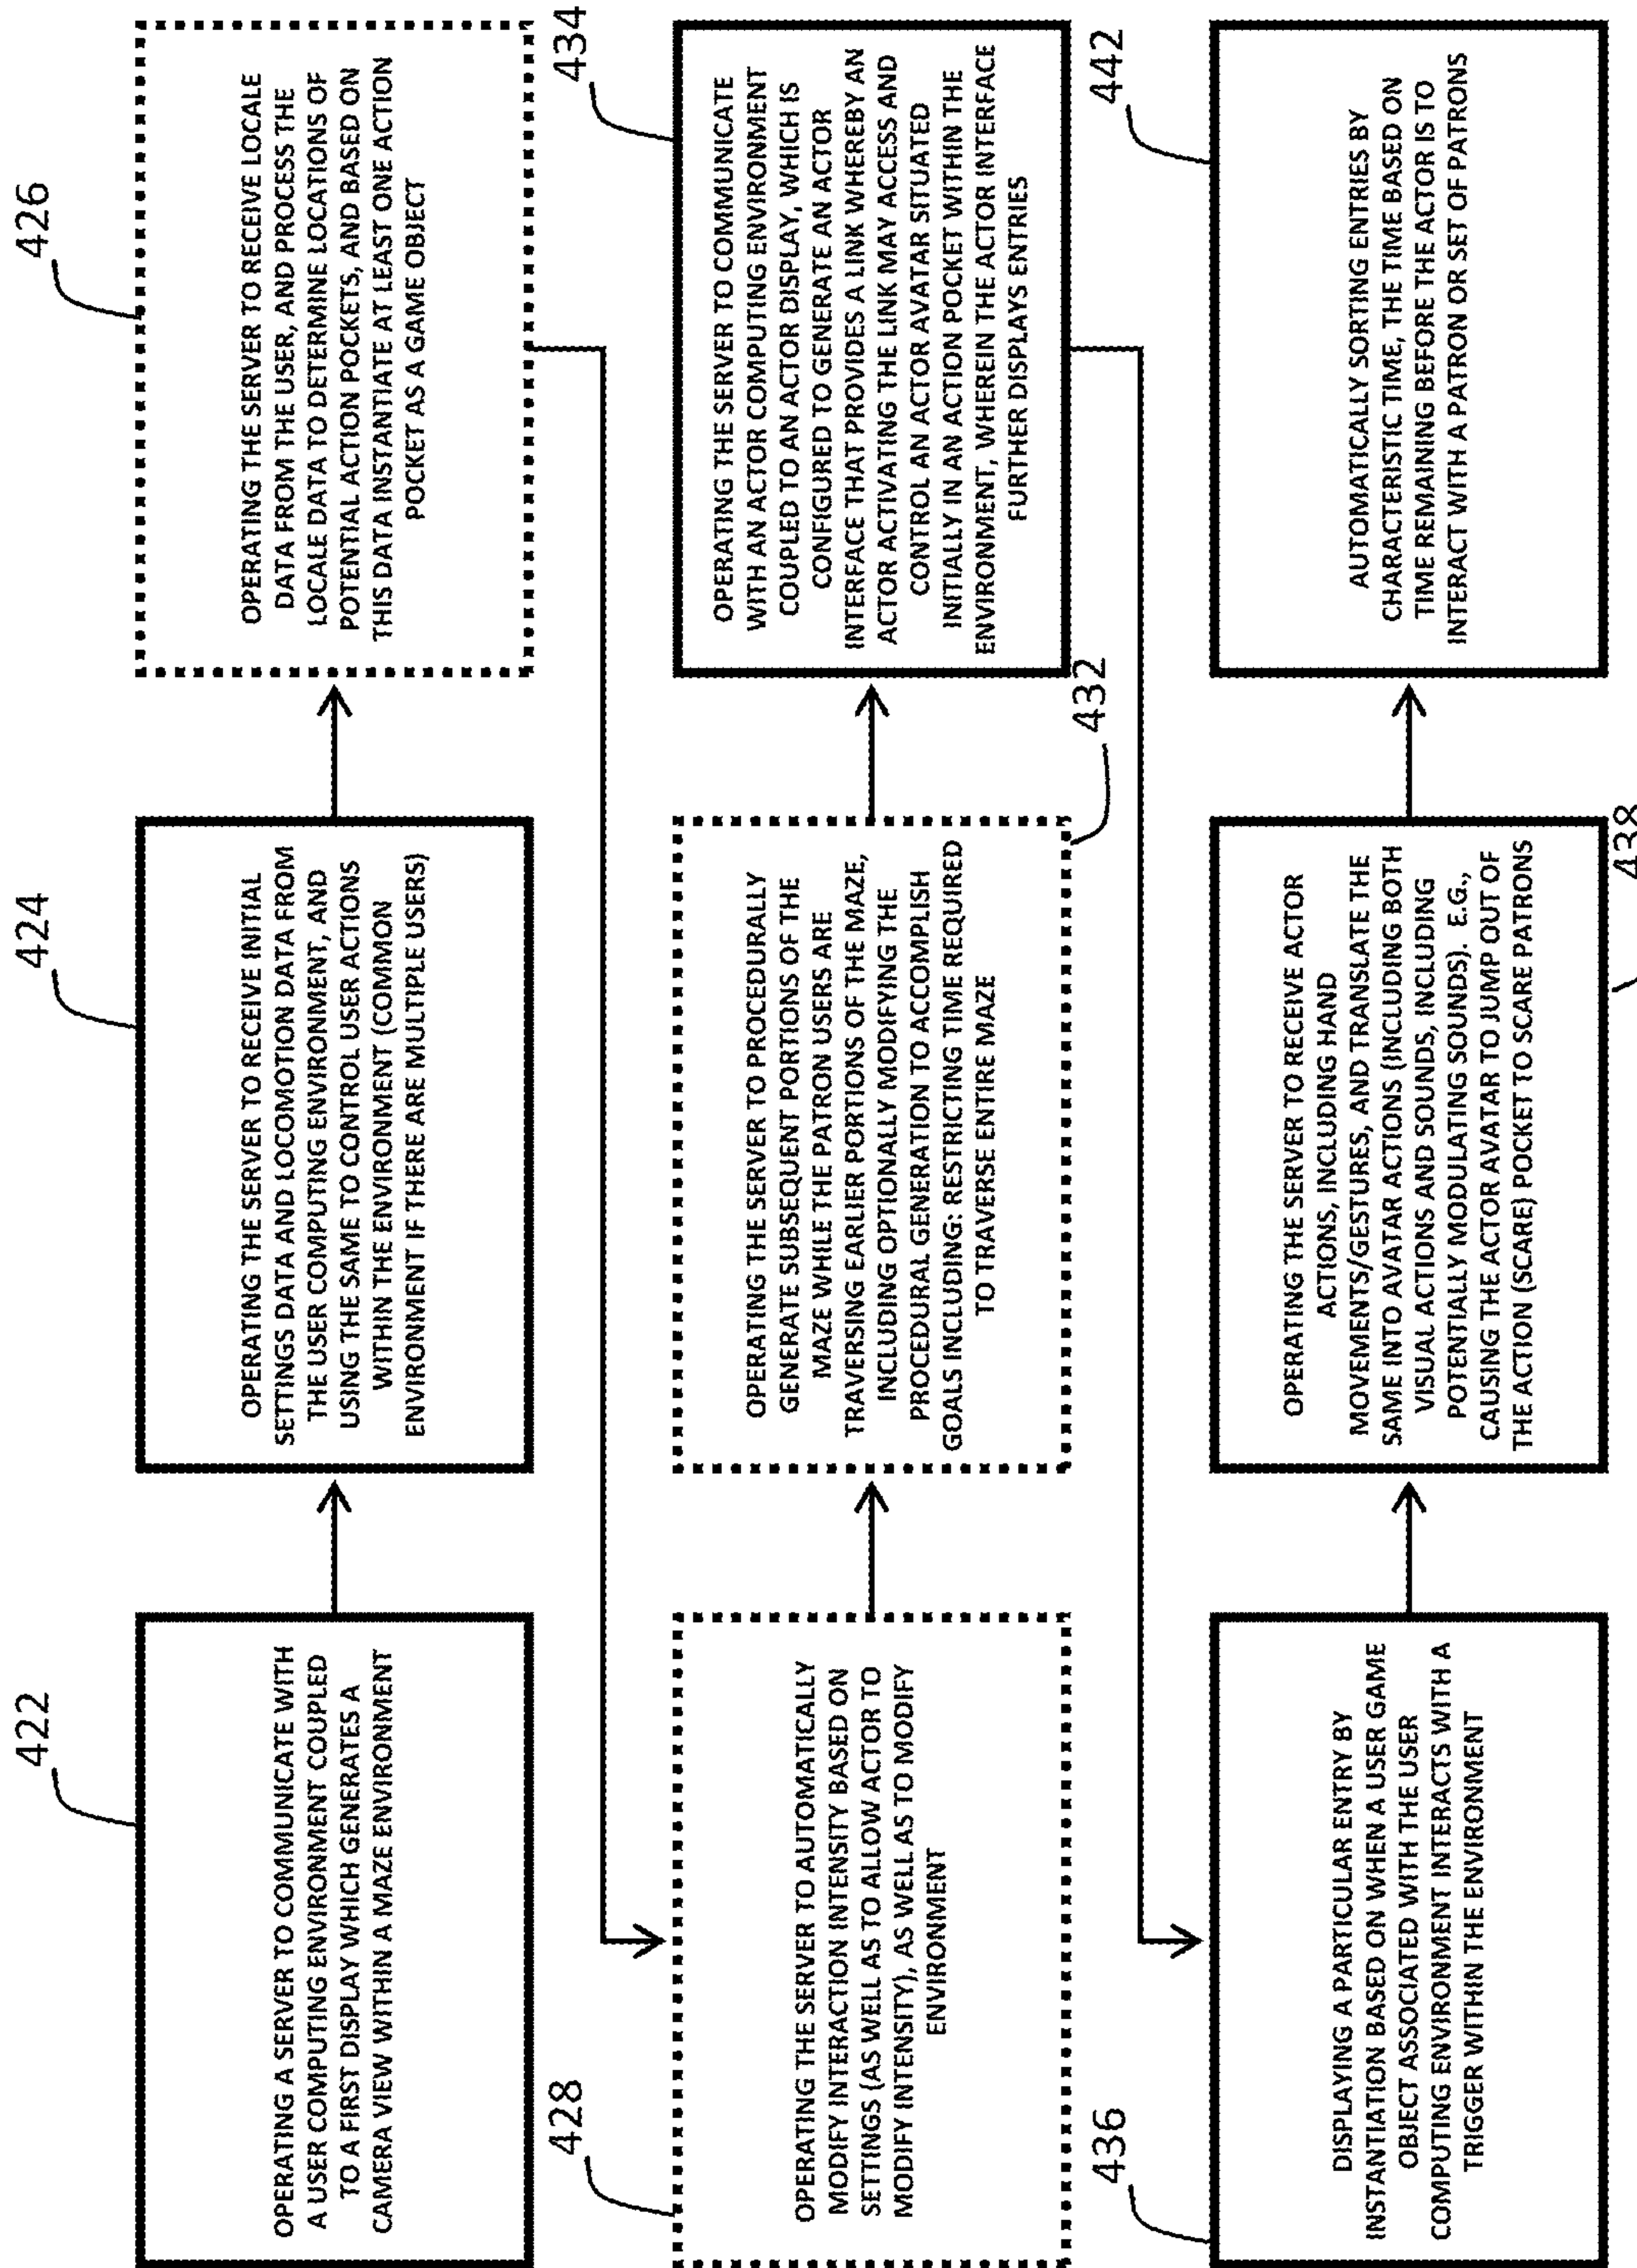 422
OPERATING A SERVER TO COMMUNICATE WITH
A USER COMPUTING ENVIRONMENT COUPLED
TO A FIRST DISPLAY WHICH GENERATES A
CAMERA VIEW WITHIN A MAZE ENVIRONMENT
424
OPERATING THE SERVER TO RECEIVE INITIAL
SETTINGS DATA AND LOCOMOTION DATA FROM
THE USER COMPUTING ENVIRONMENT, AND
USING THE SAME TO CONTROL USER ACTIONS
WITHIN THE ENVIRONMENT (COMMON
ENVIRONMENT IF THERE ARE MULTIPLE USERS)
426
OPERATING THE SERVER TO RECEIVE LOCALE
DATA FROM THE USER, AND PROCESS THE
LOCALE DATA TO DETERMINE LOCATIONS OF
POTENTIAL ACTION POCKETS, AND BASED ON
THIS DATA INSTANTIATE AT LEAST ONE ACTION
POCKET AS A GAME OBJECT
428
OPERATING THE SERVER TO AUTOMATICALLY
MODIFY INTERACTION INTENSITY BASED ON
SETTINGS (AS WELL AS TO ALLOW ACTOR TO
MODIFY INTENSITY), AS WELL AS TO MODIFY
ENVIRONMENT
432
OPERATING THE SERVER TO PROCEDURALLY
GENERATE SUBSEQUENT PORTIONS OF THE
MAZE WHILE THE PATRON USERS ARE
TRAVERSING EARLIER PORTIONS OF THE MAZE,
INCLUDING OPTIONALLY MODIFYING THE
PROCEDURAL GENERATION TO ACCOMPLISH
GOALS INCLUDING: RESTRICTING TIME REQUIRED
TO TRAVERSE ENTIRE MAZE
434
OPERATING THE SERVER TO COMMUNICATE
WITH AN ACTOR COMPUTING ENVIRONMENT
COUPLED TO AN ACTOR DISPLAY, WHICH IS
CONFIGURED TO GENERATE AN ACTOR
INTERFACE THAT PROVIDES A LINK WHEREBY AN
ACTOR ACTIVATING THE LINK MAY ACCESS AND
CONTROL AN ACTOR AVATAR SITUATED
INITIALLY IN AN ACTION POCKET WITHIN THE
ENVIRONMENT, WHEREIN THE ACTOR INTERFACE
FURTHER DISPLAYS ENTRIES
436
DISPLAYING A PARTICULAR ENTRY BY
INSTANTIATION BASED ON WHEN A USER GAME
OBJECT ASSOCIATED WITH THE USER
COMPUTING ENVIRONMENT INTERACTS WITH A
TRIGGER WITHIN THE ENVIRONMENT
438
OPERATING THE SERVER TO RECEIVE ACTOR
ACTIONS, INCLUDING HAND
MOVEMENTS/GESTURES, AND TRANSLATE THE
SAME INTO AVATAR ACTIONS (INCLUDING BOTH
VISUAL ACTIONS AND SOUNDS, INCLUDING
POTENTIALLY MODULATING SOUNDS). E.G.,
CAUSING THE ACTOR AVATAR TO JUMP OUT OF
THE ACTION (SCARE) POCKET TO SCARE PATRONS
442
AUTOMATICALLY SORTING ENTRIES BY
CHARACTERISTIC TIME, THE TIME BASED ON
TIME REMAINING BEFORE THE ACTOR IS TO
INTERACT WITH A PATRON OR SET OF PATRONS